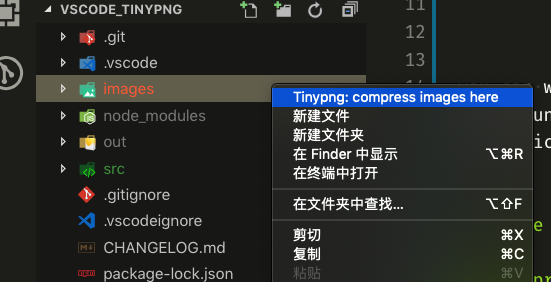 VSCODE_TINYPNG
.git
.vscode
images
node_modules
out
src
.gitignore
.vscodeignore
CHANGELOG.md
package-lock.json
Tinypng: compress images here
新建文件
新建文件夹
在 Finder 中显示 ⌥⌘R
在终端中打开
在文件夹中查找... ⌥⇧F
剪切 ⌘X
复制 ⌘C
粘贴 ⌘V
11
12
13